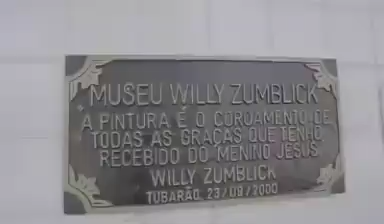 MUSEU WILLY ZUMBLICK
A PINTURA É O COROAMENTO DE
TODAS AS GRAÇAS QUE TENHO
RECEBIDO DO MENINO JESUS
WILLY ZUMBLICK
TUBARÃO, 23/09/2000